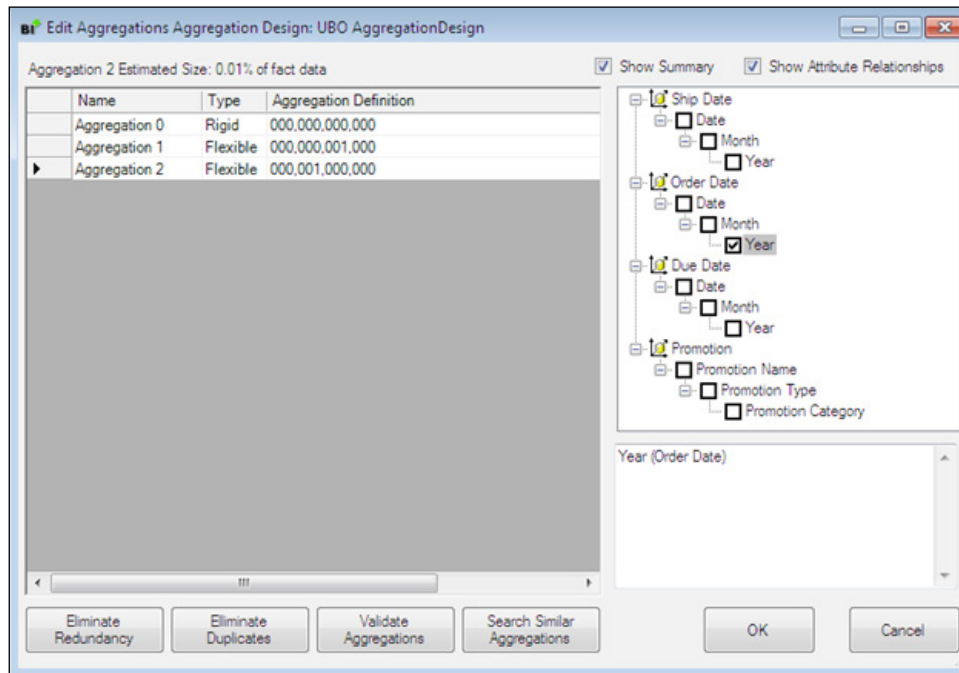 BI Edit Aggregations Aggregation Design: UBO AggregationDesign
Aggregation 2 Estimated Size: 0.01% of fact data
Show Summary Show Attribute Relationships
Name Type Aggregation Definition
Aggregation 0 Rigid 000,000,000,000
Aggregation 1 Flexible 000,000,001,000
Aggregation 2 Flexible 000,001,000,000
Ship Date
Date
Month
Year
Order Date
Date
Month
Year
Due Date
Date
Month
Year
Promotion
Promotion Name
Promotion Type
Promotion Category
Year (Order Date)
Eliminate Redundancy
Eliminate Duplicates
Validate Aggregations
Search Similar Aggregations
OK
Cancel